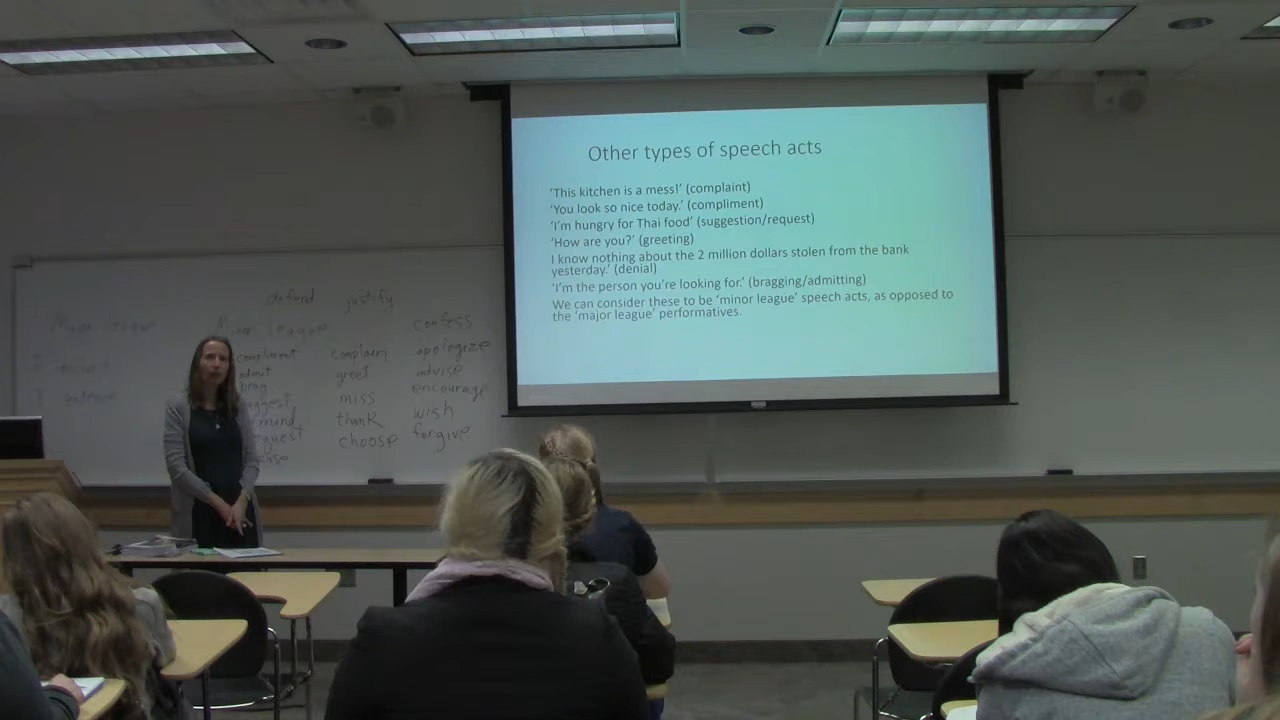 Other types of speech acts
'This kitchen is a mess!' (complaint)
'You look so nice today.' (compliment)
'I'm hungry for Thai food' (suggestion/request)
'How are you?' (greeting)
I know nothing about the 2 million dollars stolen from the bank
yesterday.' (denial)
'I'm the person you're looking for.' (bragging/admitting)
We can consider these to be 'minor league' speech acts, as opposed to
the 'major league' performatives.
defend justify
Major league Minor league confess
compliment complain apologize
admit greet advise
brag miss encourage
thank wish
choose forgive